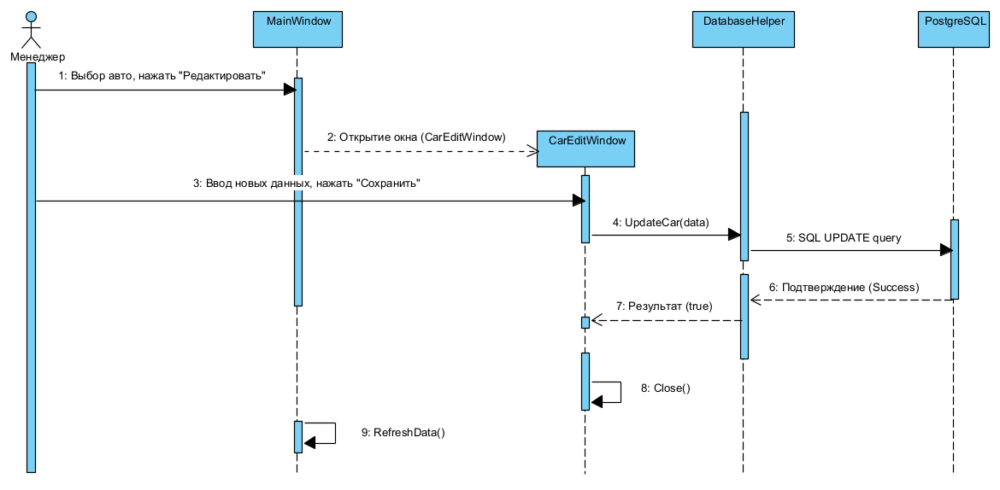 MainWindow
DatabaseHelper
PostgreSQL
Менеджер
1: Выбор авто, нажать "Редактировать"
2: Открытие окна (CarEditWindow)
CarEditWindow
3: Ввод новых данных, нажать "Сохранить"
4: UpdateCar(data)
5: SQL UPDATE query
6: Подтверждение (Success)
7: Результат (true)
8: Close()
9: RefreshData()